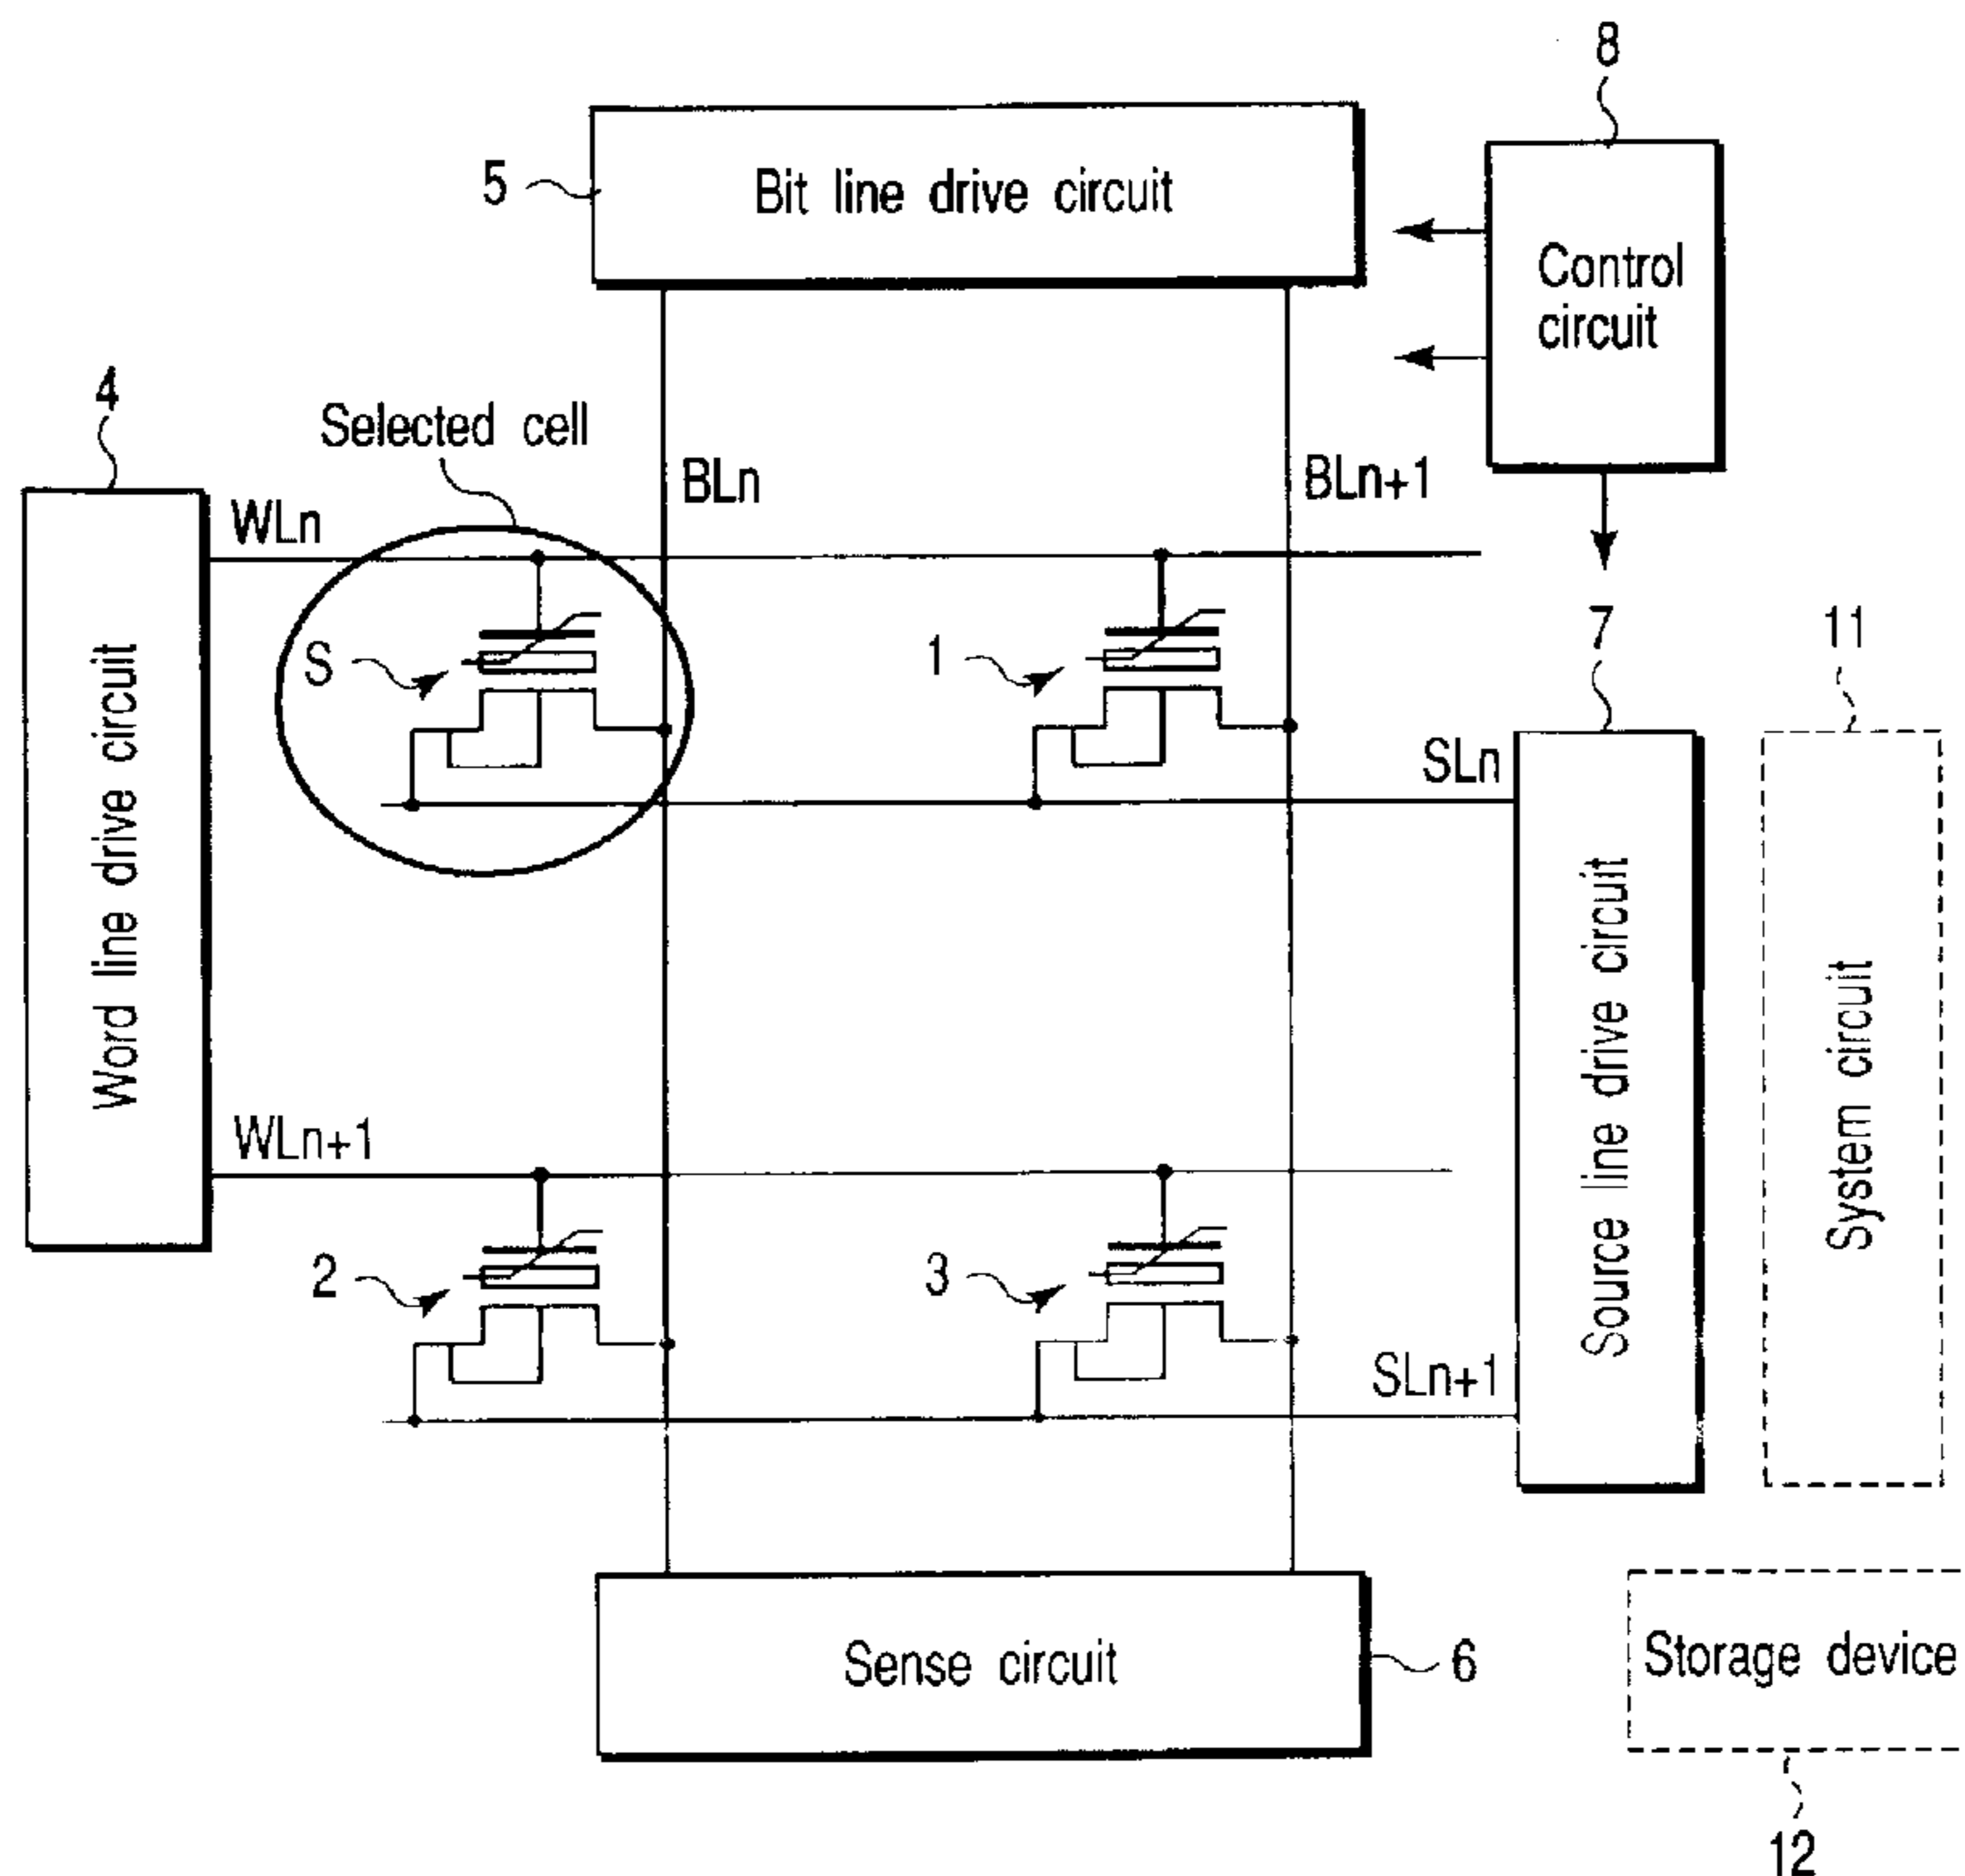 8
5
Bit line drive circuit
Control
circuit
4
Selected cell
BLn
BLn+1
WLn
S
1
7
11
SLn
Word line drive circuit
Source line drive circuit
System circuit
WLn+1
2
3
SLn+1
Sense circuit
6
Storage device
12